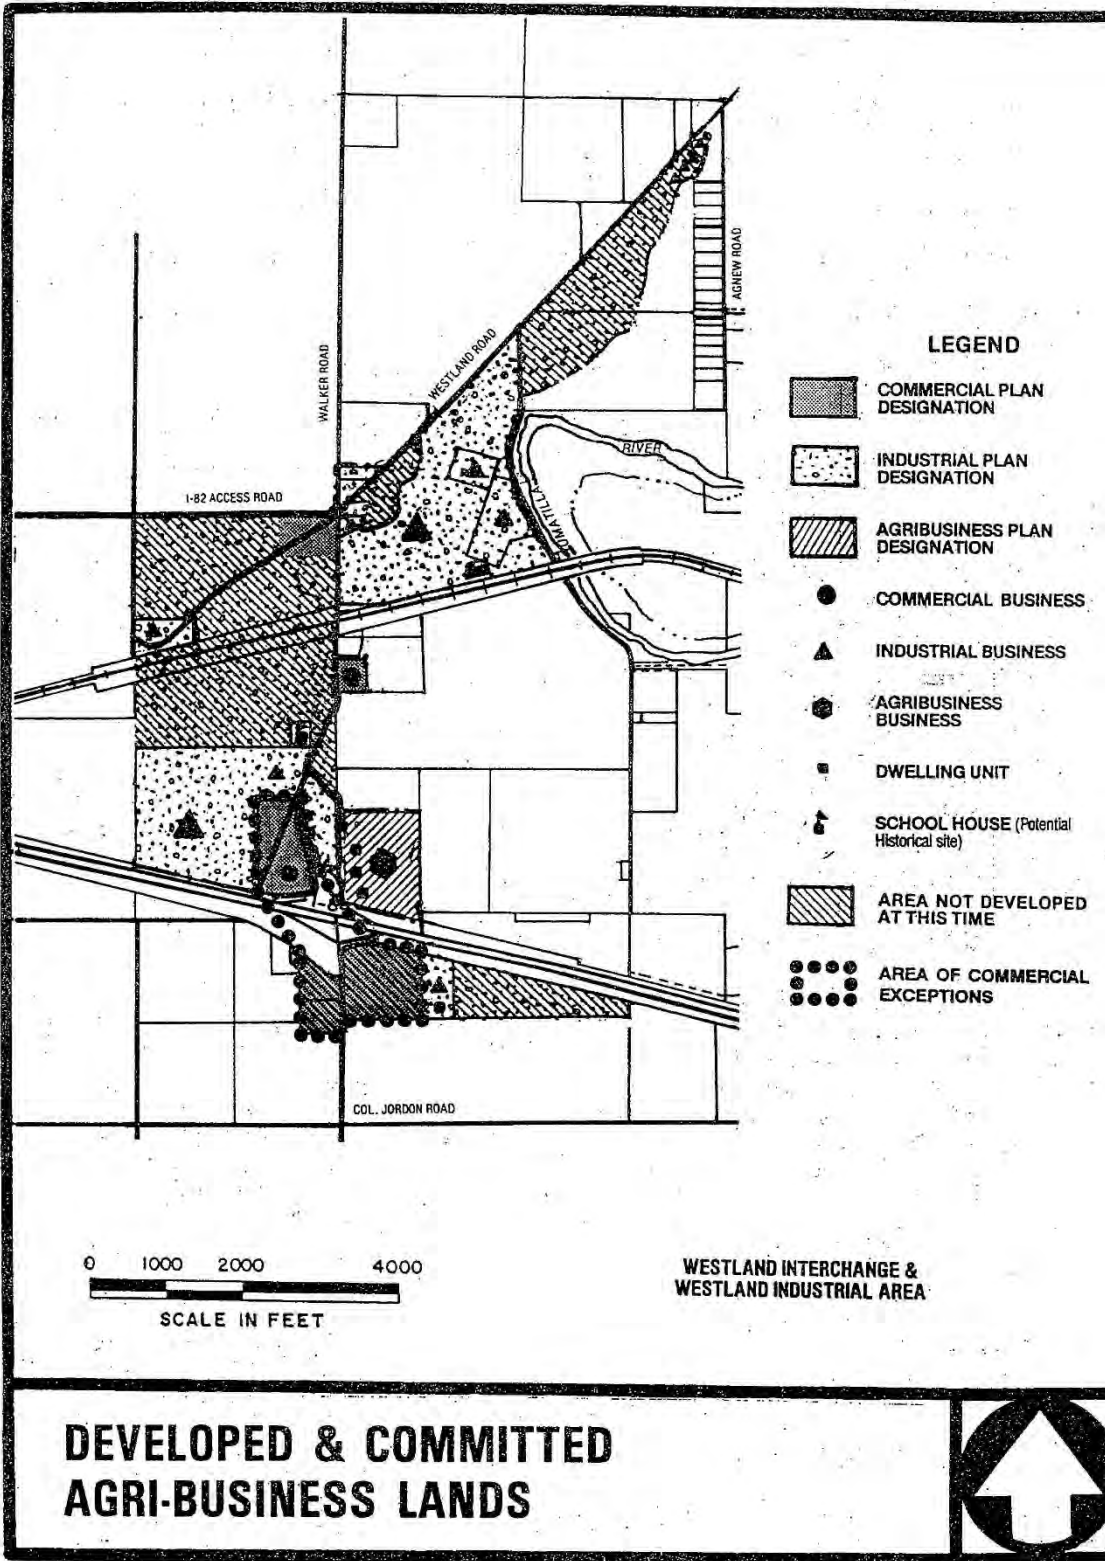 AGNEW ROAD
WESTLAND ROAD
WALKER ROAD
RIVER
UMATILLA
I-82 ACCESS ROAD
COL. JORDON ROAD
LEGEND
COMMERCIAL PLAN
DESIGNATION
INDUSTRIAL PLAN
DESIGNATION
AGRIBUSINESS PLAN
DESIGNATION
COMMERCIAL BUSINESS
INDUSTRIAL BUSINESS
AGRIBUSINESS
BUSINESS
DWELLING UNIT
SCHOOL HOUSE (Potential
Historical site)
AREA NOT DEVELOPED
AT THIS TIME
AREA OF COMMERCIAL
EXCEPTIONS
0 1000 2000 4000
SCALE IN FEET
WESTLAND INTERCHANGE &
WESTLAND INDUSTRIAL AREA
DEVELOPED & COMMITTED
AGRI-BUSINESS LANDS